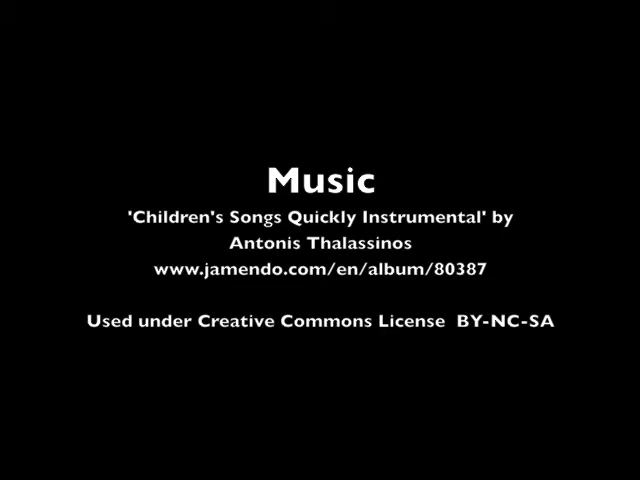 Music
'Children's Songs Quickly Instrumental' by
Antonis Thalassinos
www.jamendo.com/en/album/80387
Used under Creative Commons License  BY-NC-SA